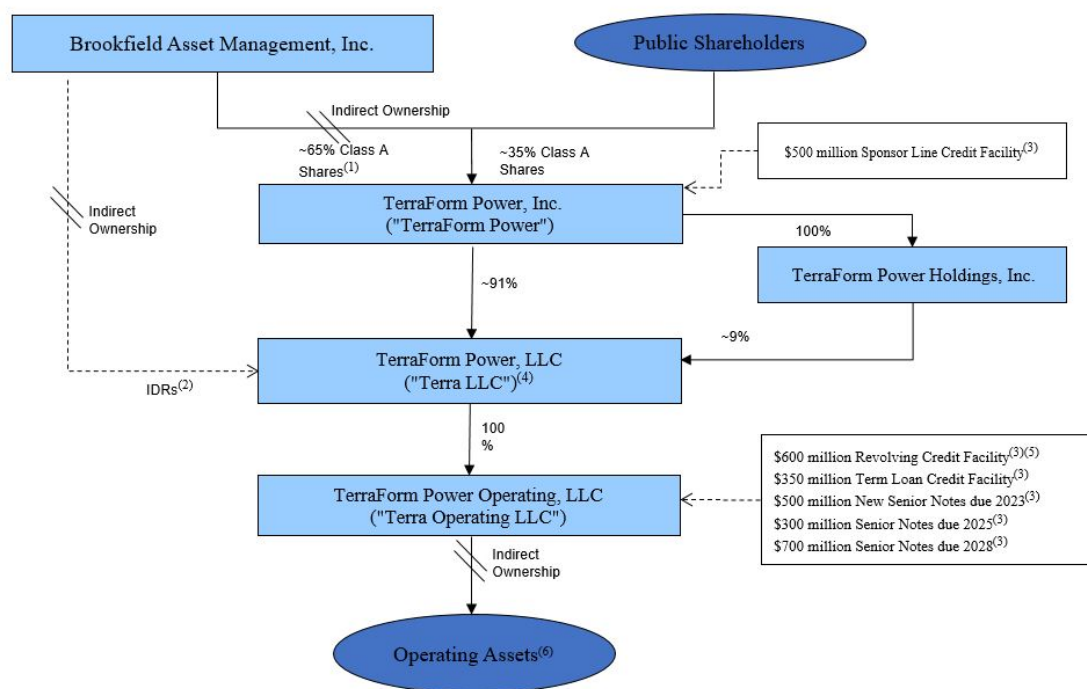 Brookfield Asset Management, Inc.
Public Shareholders
Indirect Ownership
~65% Class A
Shares(1)
~35% Class A
Shares
$500 million Sponsor Line Credit Facility(3)
Indirect
Ownership
TerraForm Power, Inc.
("TerraForm Power")
100%
TerraForm Power Holdings, Inc.
~91%
~9%
TerraForm Power, LLC
("Terra LLC")(4)
IDRs(2)
100
%
$600 million Revolving Credit Facility(3)(5)
$350 million Term Loan Credit Facility(3)
$500 million New Senior Notes due 2023(3)
$300 million Senior Notes due 2025(3)
$700 million Senior Notes due 2028(3)
TerraForm Power Operating, LLC
("Terra Operating LLC")
Indirect
Ownership
Operating Assets(6)